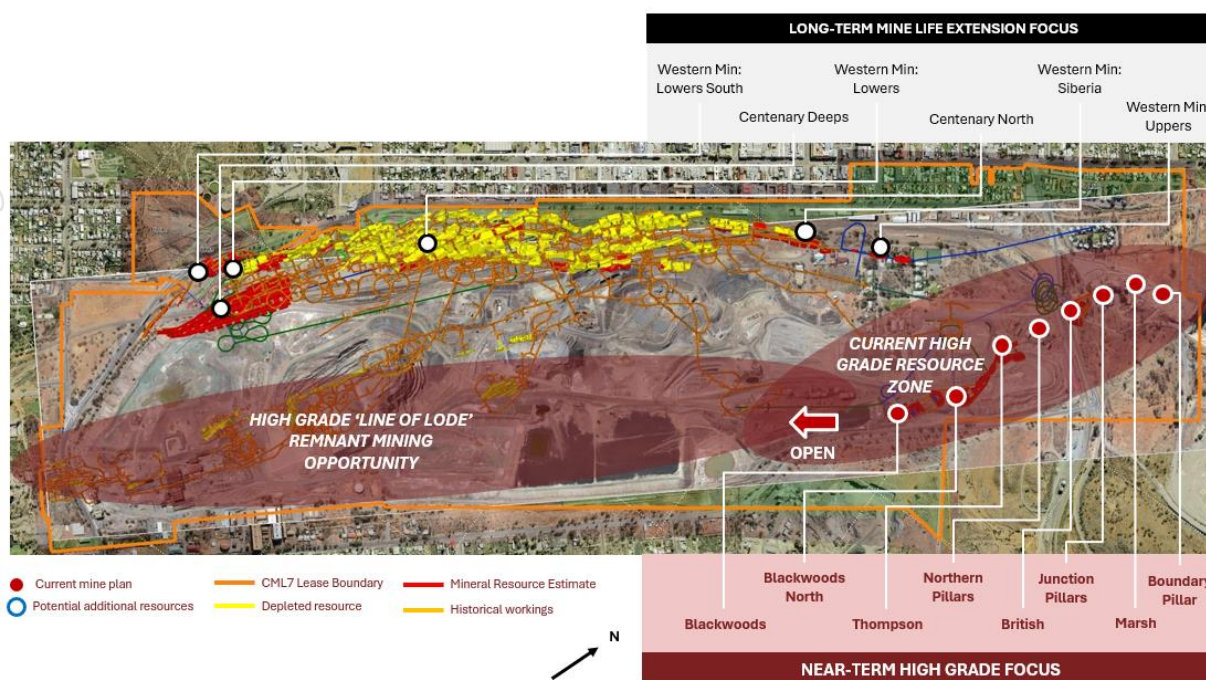 LONG-TERM MINE LIFE EXTENSION FOCUS
Western Min:
Lowers South
Centenary Deeps
Western Min:
Lowers
Centenary North
Western Min:
Siberia
Western Min
Uppers
CURRENT HIGH
GRADE RESOURCE
ZONE
HIGH GRADE ‘LINE OF LODE’
REMNANT MINING
OPPORTUNITY
OPEN
Blackwoods
Blackwoods
North
Thompson
Northern
Pillars
British
Junction
Pillars
Marsh
Boundary
Pillar
NEAR-TERM HIGH GRADE FOCUS
Current mine plan
Potential additional resources
CML7 Lease Boundary
Depleted resource
Mineral Resource Estimate
Historical workings
N